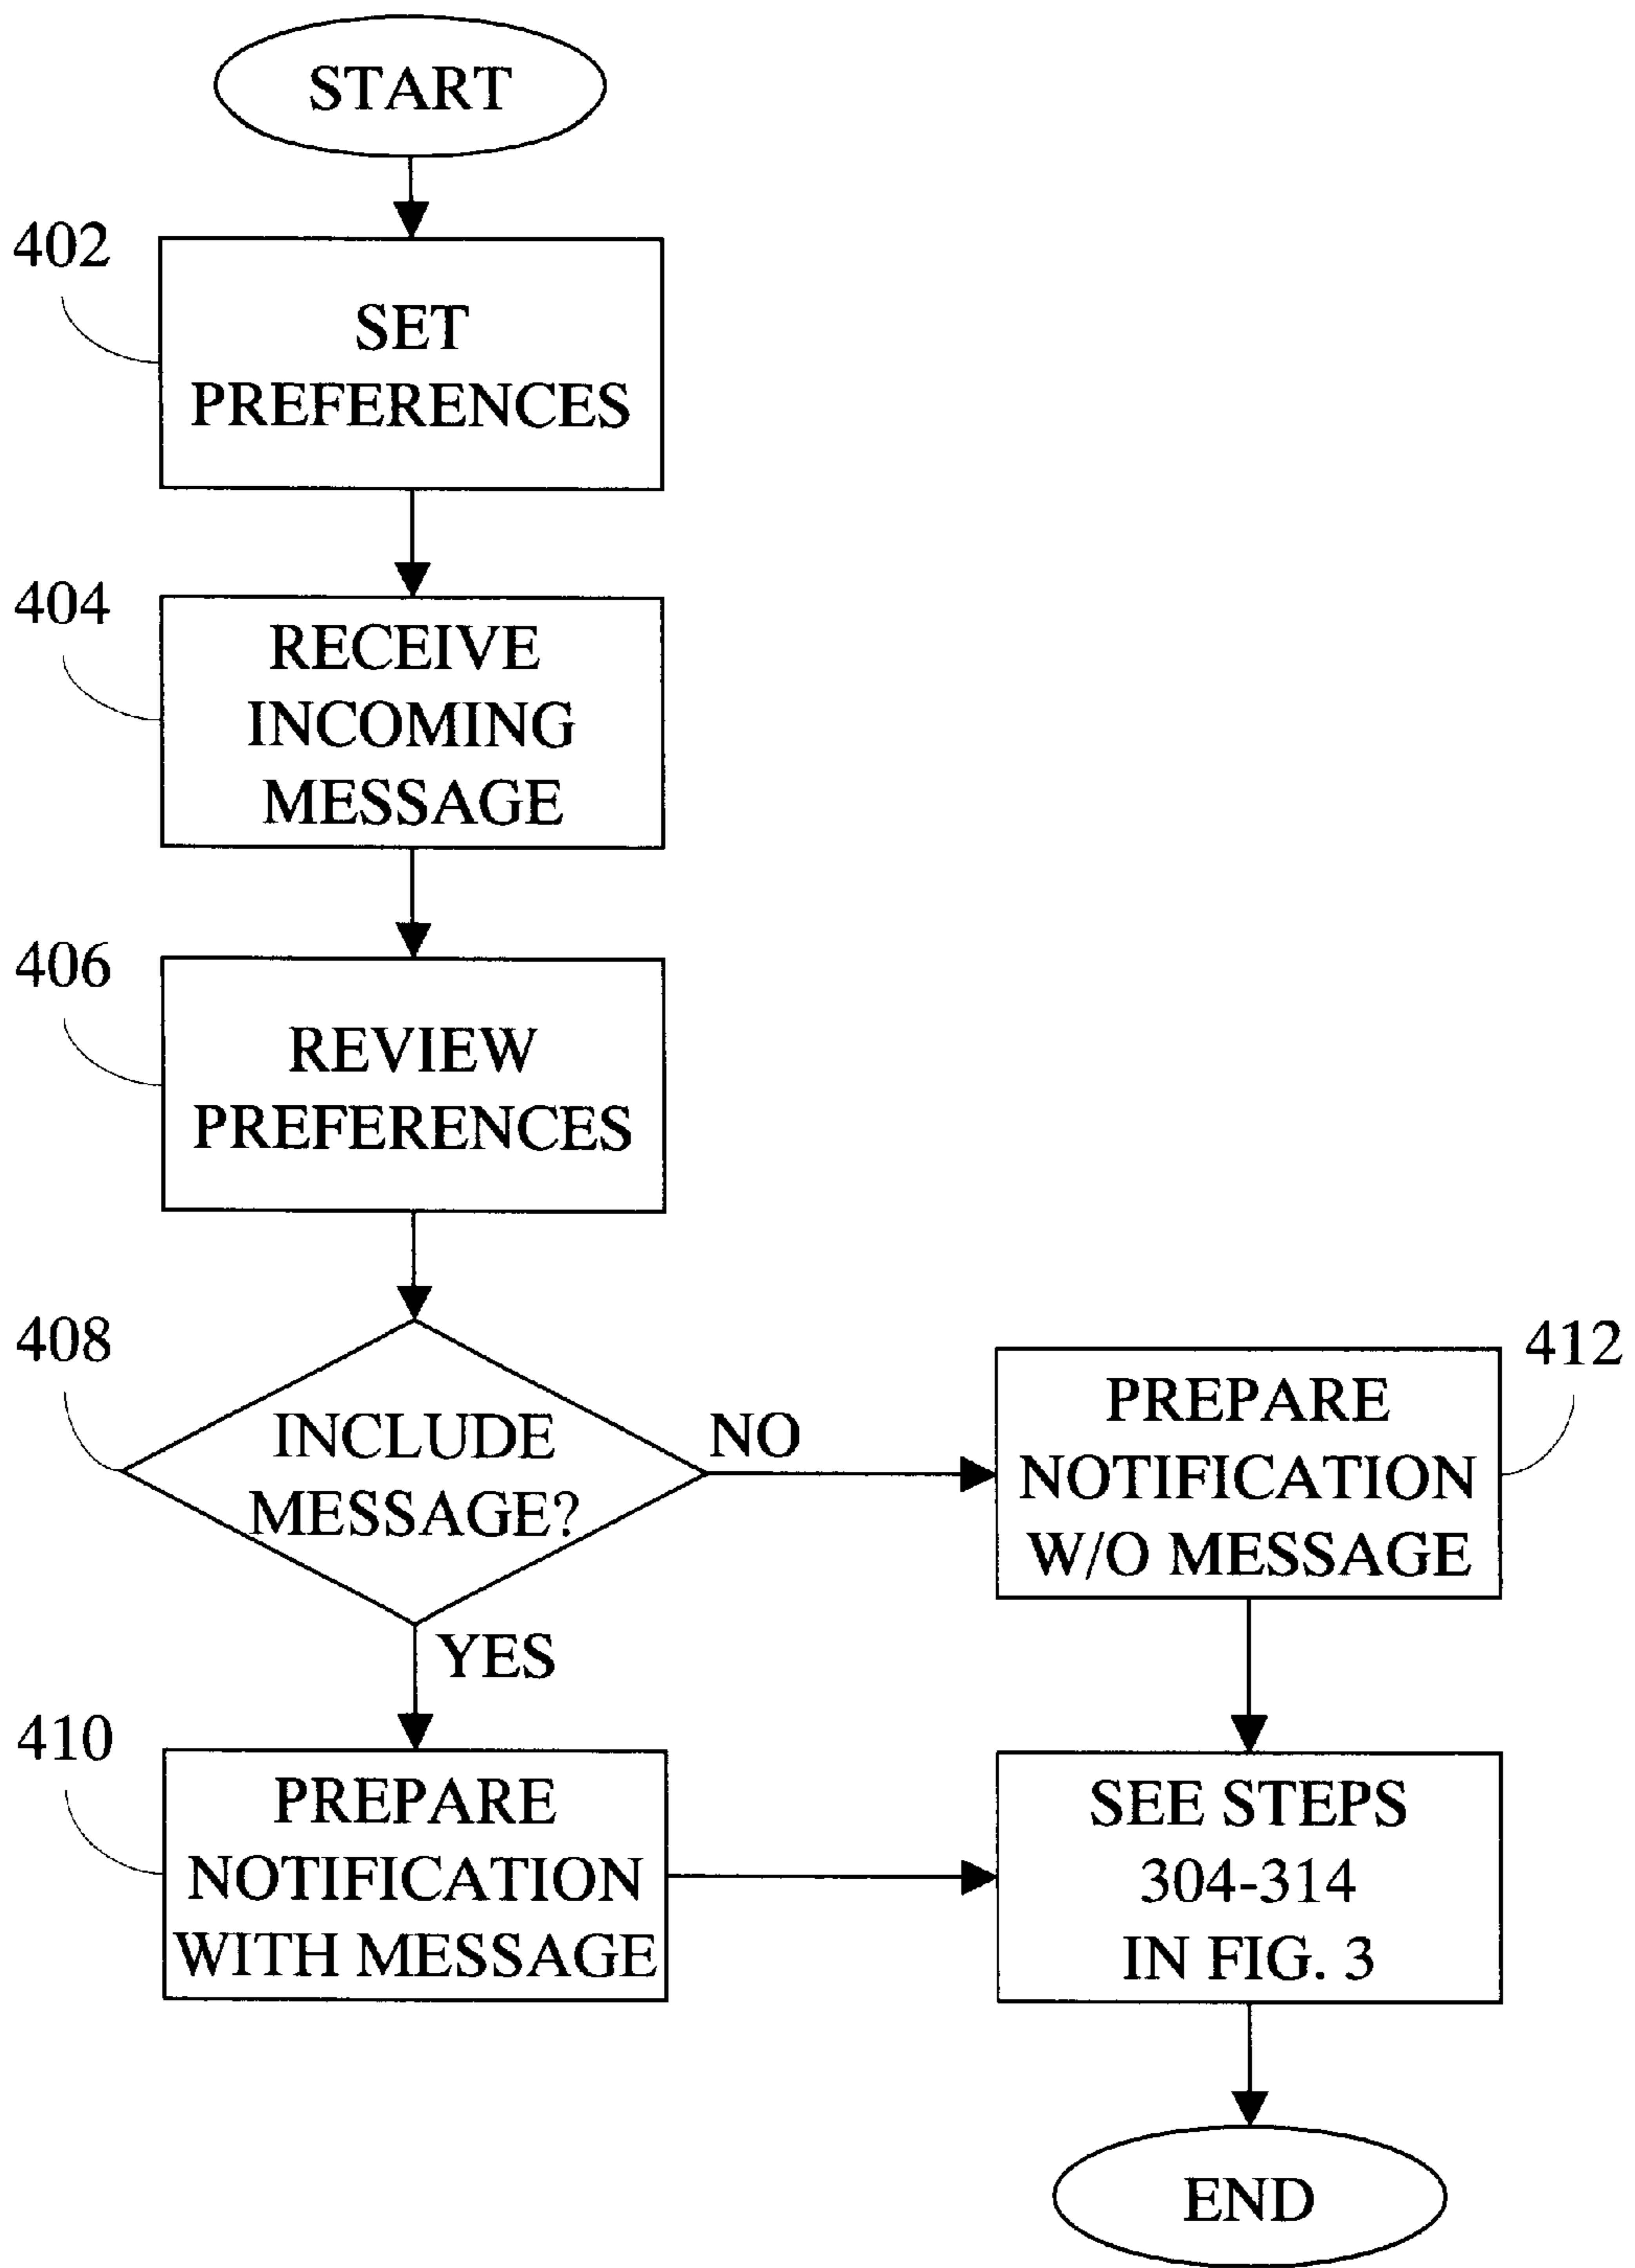 START
402
SET
PREFERENCES
404
RECEIVE
INCOMING
MESSAGE
406
REVIEW
PREFERENCES
408
INCLUDE
MESSAGE?
NO
412
PREPARE
NOTIFICATION
W/O MESSAGE
YES
410
PREPARE
NOTIFICATION
WITH MESSAGE
SEE STEPS
304-314
IN FIG. 3
END